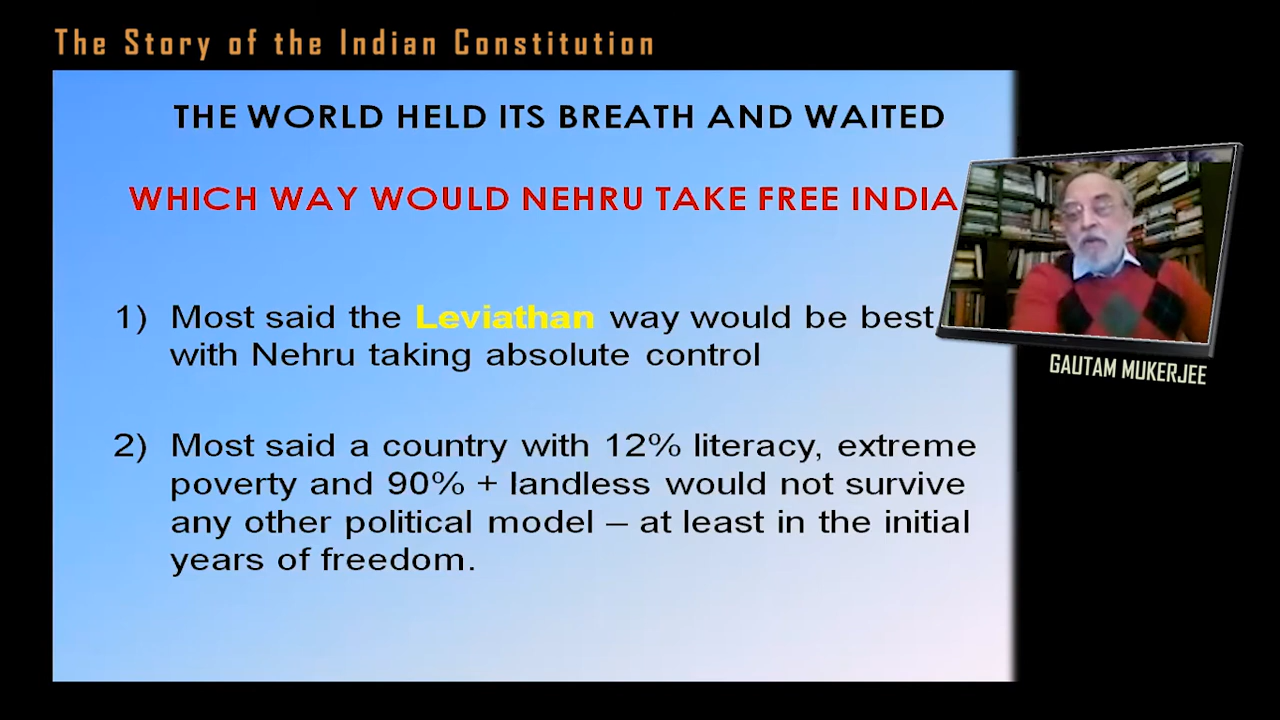 The Story of the Indian Constitution
THE WORLD HELD ITS BREATH AND WAITED
WHICH WAY WOULD NEHRU TAKE FREE INDIA
1) Most said the Leviathan way would be best
with Nehru taking absolute control
2) Most said a country with 12% literacy, extreme
poverty and 90% + landless would not survive
any other political model – at least in the initial
years of freedom.
GAUTAM MUKERJEE